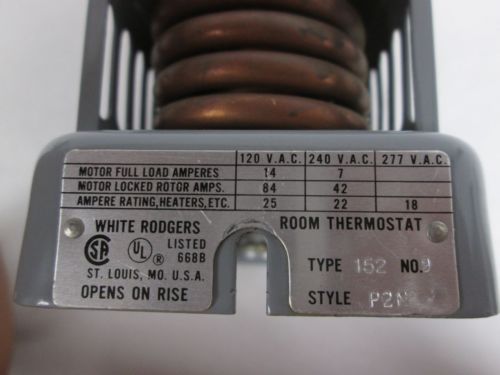 120 V.A.C. 240 V.A.C. 277 V.A.C.
MOTOR FULL LOAD AMPERES 14 7
MOTOR LOCKED ROTOR AMPS. 84 42
AMPERE RATING,HEATERS,ETC. 25 22 18
WHITE RODGERS
SA UL ® LISTED 668B
ST. LOUIS, MO. U.S.A.
OPENS ON RISE
ROOM THERMOSTAT
TYPE 152 NO.
STYLE